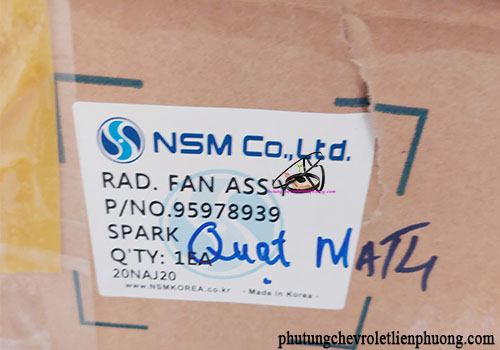 NSM Co.,Ltd.
RAD. FAN ASS'Y
P/NO.95978939
SPARK
Q'TY: 1EA
Quạt MATIZ
20NAJ20
www.NSMKOREA.co.kr - Made in Korea -
phutungchevroletlienphuong.com